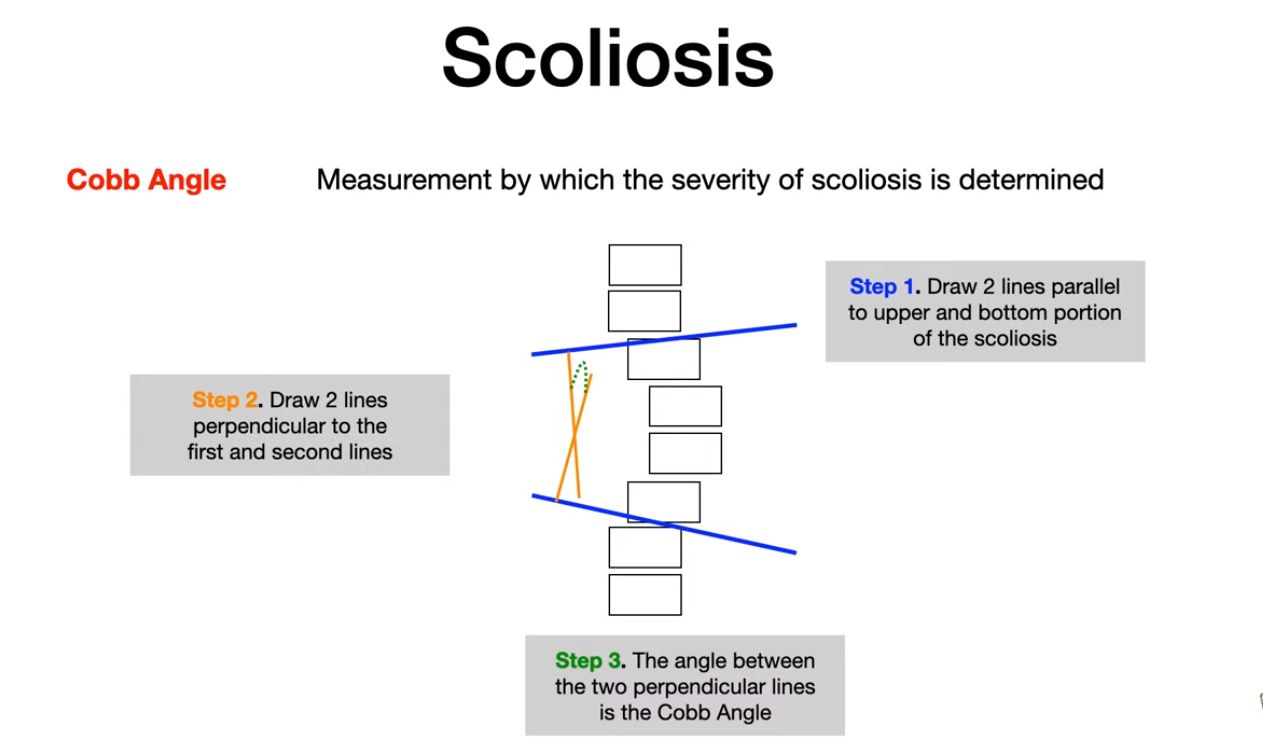 Scoliosis
Cobb Angle
Measurement by which the severity of scoliosis is determined
Step 1. Draw 2 lines parallel
to upper and bottom portion
of the scoliosis
Step 2. Draw 2 lines
perpendicular to the
first and second lines
Step 3. The angle between
the two perpendicular lines
is the Cobb Angle